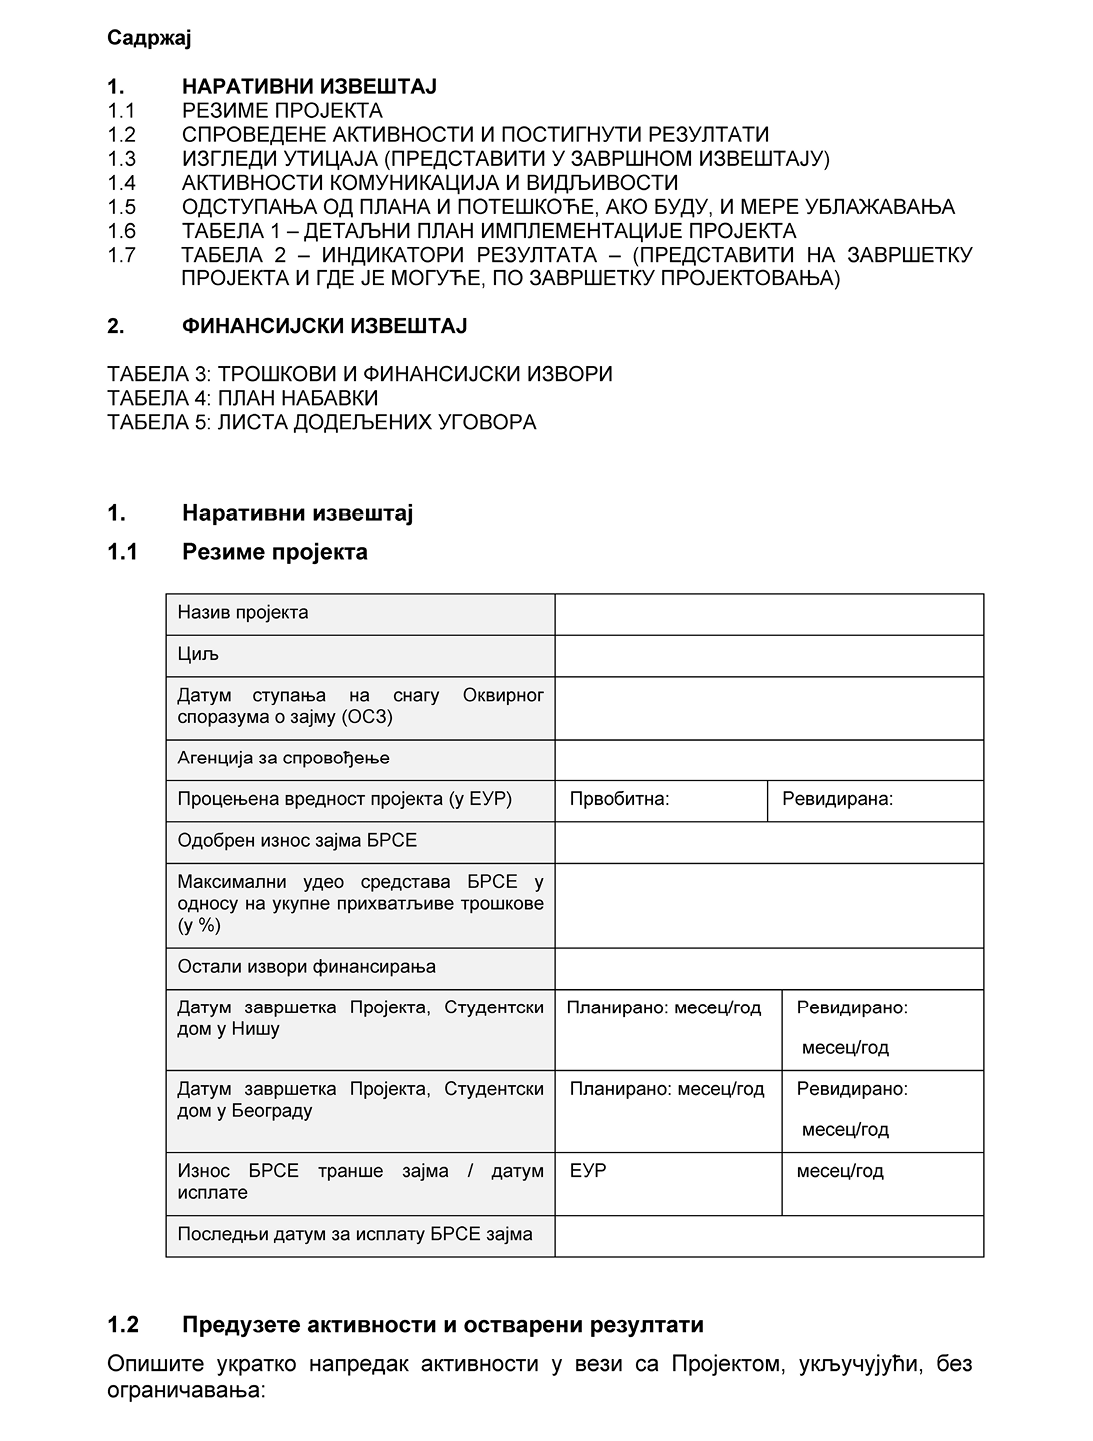 Садржај
1. НАРАТИВНИ ИЗВЕШТАЈ
1.1 РЕЗИМЕ ПРОЈЕКТА
1.2 СПРОВЕДЕНЕ АКТИВНОСТИ И ПОСТИГНУТИ РЕЗУЛТАТИ
1.3 ИЗГЛЕДИ УТИЦАЈА (ПРЕДСТАВИТИ У ЗАВРШНОМ ИЗВЕШТАЈУ)
1.4 АКТИВНОСТИ КОМУНИКАЦИЈА И ВИДЉИВОСТИ
1.5 ОДСТУПАЊА ОД ПЛАНА И ПОТЕШКОЋЕ, АКО БУДУ, И МЕРЕ УБЛАЖАВАЊА
1.6 ТАБЕЛА 1 – ДЕТАЉНИ ПЛАН ИМПЛЕМЕНТАЦИЈЕ ПРОЈЕКТА
1.7 ТАБЕЛА 2 – ИНДИКАТОРИ РЕЗУЛТАТА – (ПРЕДСТАВИТИ НА ЗАВРШЕТКУ
ПРОЈЕКТА И ГДЕ ЈЕ МОГУЋЕ, ПО ЗАВРШЕТКУ ПРОЈЕКТОВАЊА)
2. ФИНАНСИЈСКИ ИЗВЕШТАЈ
ТАБЕЛА 3: ТРОШКОВИ И ФИНАНСИЈСКИ ИЗВОРИ
ТАБЕЛА 4: ПЛАН НАБАВКИ
ТАБЕЛА 5: ЛИСТА ДОДЕЉЕНИХ УГОВОРА
1. Наративни извештај
1.1 Резиме пројекта
Назив пројекта
Циљ
Датум ступања на снагу Оквирног
споразума о зајму (ОСЗ)
Агенција за спровођење
Процењена вредност пројекта (у ЕУР) Првобитна: Ревидирана:
Одобрен износ зајма БРСЕ
Максимални удео средстава БРСЕ у
односу на укупне прихватљиве трошкове
(у %)
Остали извори финансирања
Датум завршетка Пројекта, Студентски Планирано: месец/год Ревидирано:
дом у Нишу
месец/год
Датум завршетка Пројекта, Студентски Планирано: месец/год Ревидирано:
дом у Београду
месец/год
Износ БРСЕ транше зајма / датум ЕУР месец/год
исплате
Последњи датум за исплату БРСЕ зајма
1.2 Предузете активности и остварени резултати
Опишите укратко напредак активности у вези са Пројектом, укључујући, без
ограничавања: